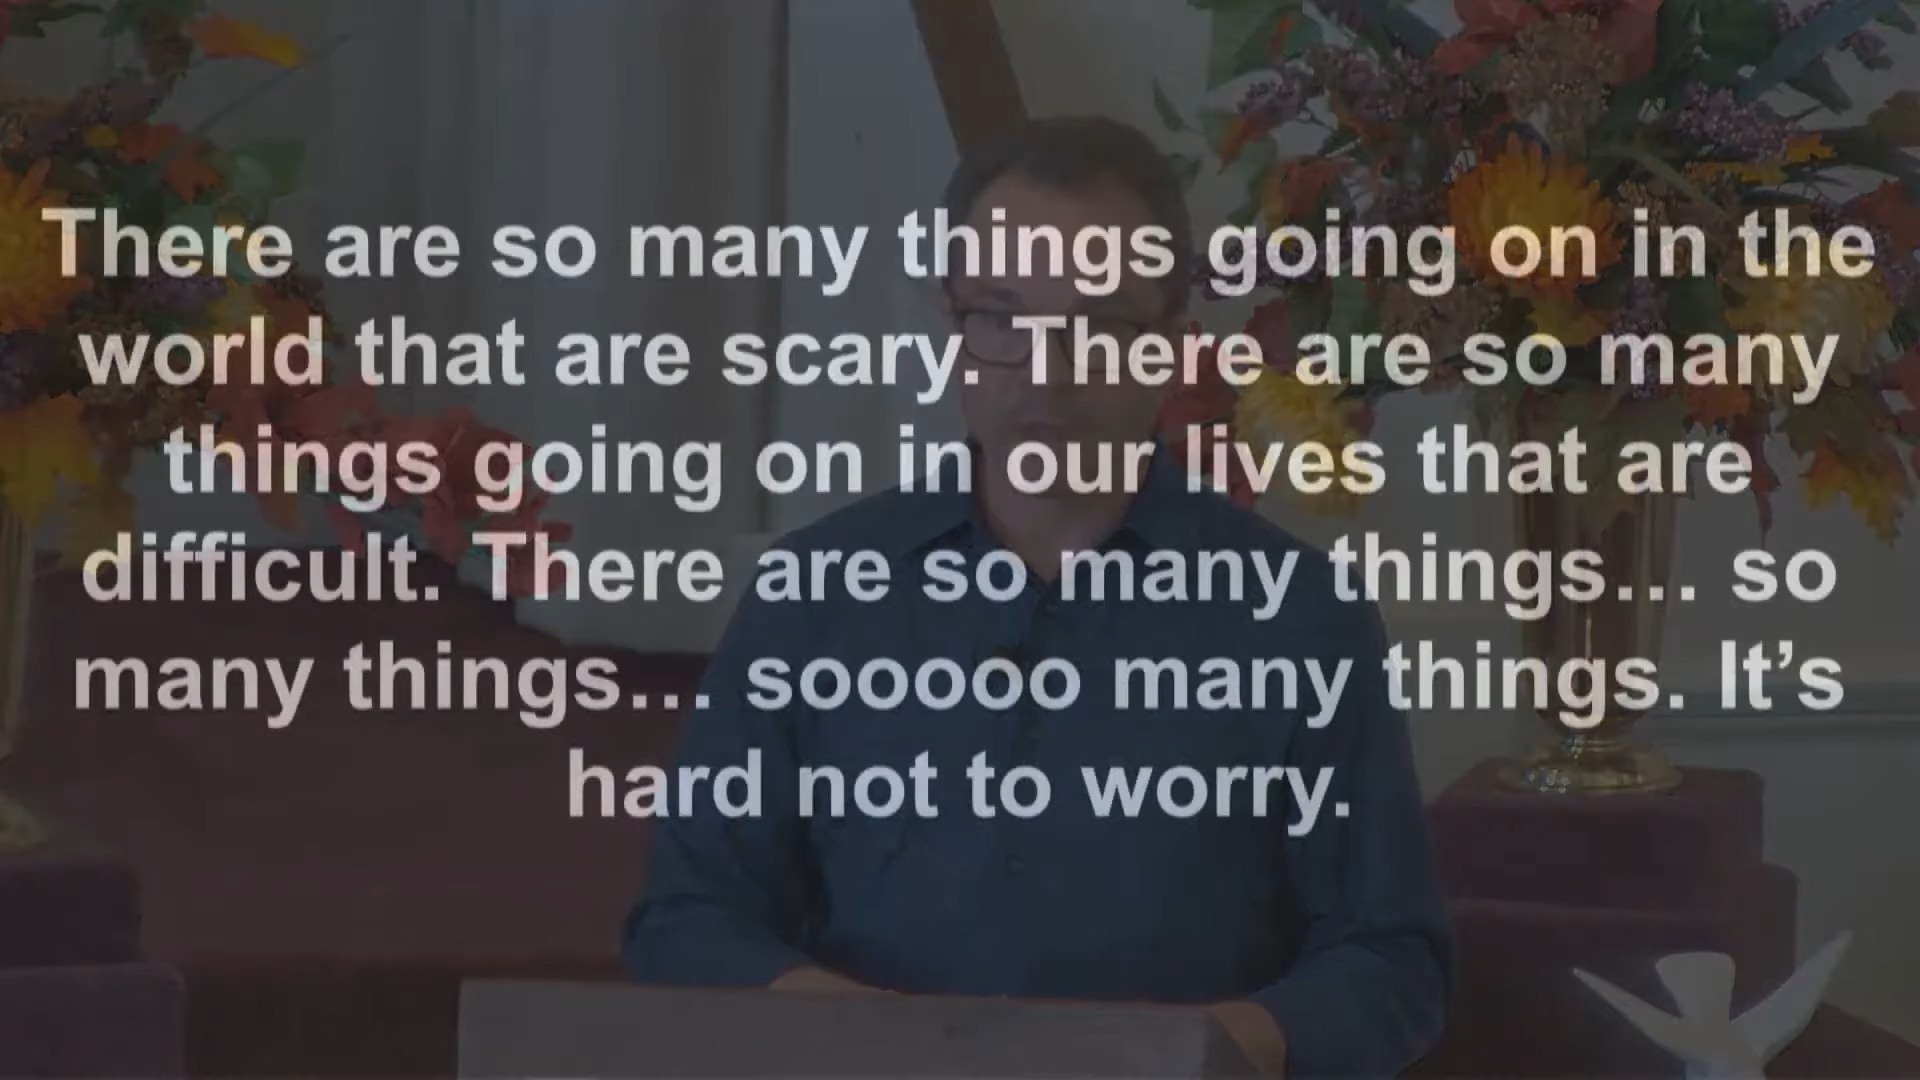 There are so many things going on in the
world that are scary. There are so many
things going on in our lives that are
difficult. There are so many things… so
many things… sooooo many things. It’s
hard not to worry.